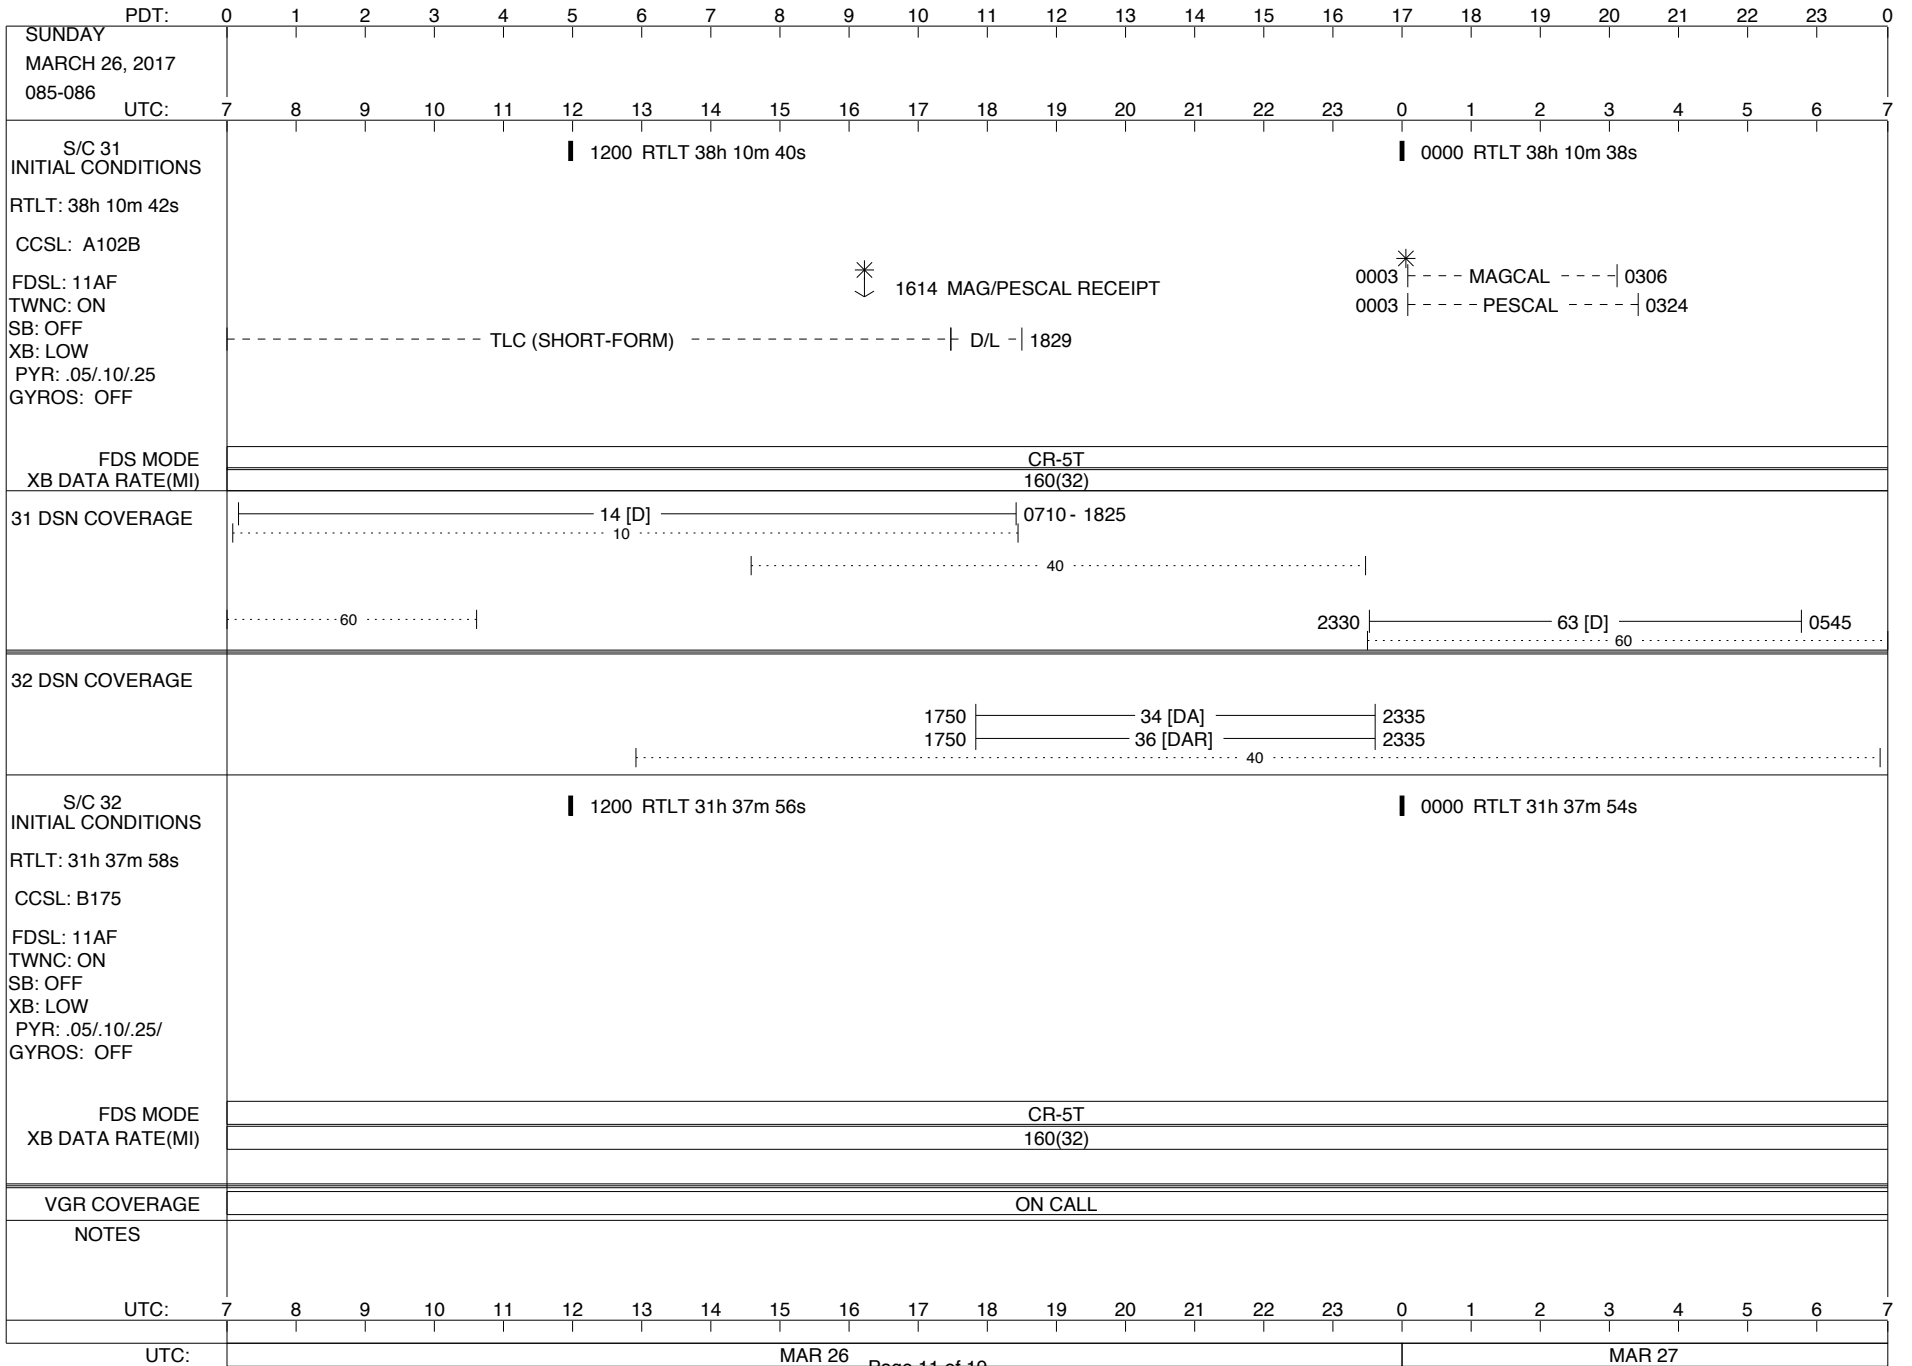 PDT: 0 1 2 3 4 5 6 7 8 9 10 11 12 13 14 15 16 17 18 19 20 21 22 23 0
SUNDAY
MARCH 26, 2017
085-086
UTC: 7 8 9 10 11 12 13 14 15 16 17 18 19 20 21 22 23 0 1 2 3 4 5 6 7
S/C 31
INITIAL CONDITIONS
1200 RTLT 38h 10m 40s
0000 RTLT 38h 10m 38s
RTLT: 38h 10m 42s
CCSL: A102B
FDSL: 11AF
TWNC: ON
SB: OFF
XB: LOW
PYR: .05/.10/.25
GYROS: OFF
1614 MAG/PESCAL RECEIPT
0003 MAGCAL 0306
0003 PESCAL 0324
TLC (SHORT-FORM) D/L 1829
FDS MODE CR-5T
XB DATA RATE(MI) 160(32)
31 DSN COVERAGE
14 [D] 0710 - 1825
10
40
60
2330 63 [D] 0545
60
32 DSN COVERAGE
1750 34 [DA] 2335
1750 36 [DAR] 2335
40
S/C 32
INITIAL CONDITIONS
1200 RTLT 31h 37m 56s
0000 RTLT 31h 37m 54s
RTLT: 31h 37m 58s
CCSL: B175
FDSL: 11AF
TWNC: ON
SB: OFF
XB: LOW
PYR: .05/.10/.25/
GYROS: OFF
FDS MODE CR-5T
XB DATA RATE(MI) 160(32)
VGR COVERAGE ON CALL
NOTES
UTC: 7 8 9 10 11 12 13 14 15 16 17 18 19 20 21 22 23 0 1 2 3 4 5 6 7
UTC: MAR 26 MAR 27
Page 11 of 19